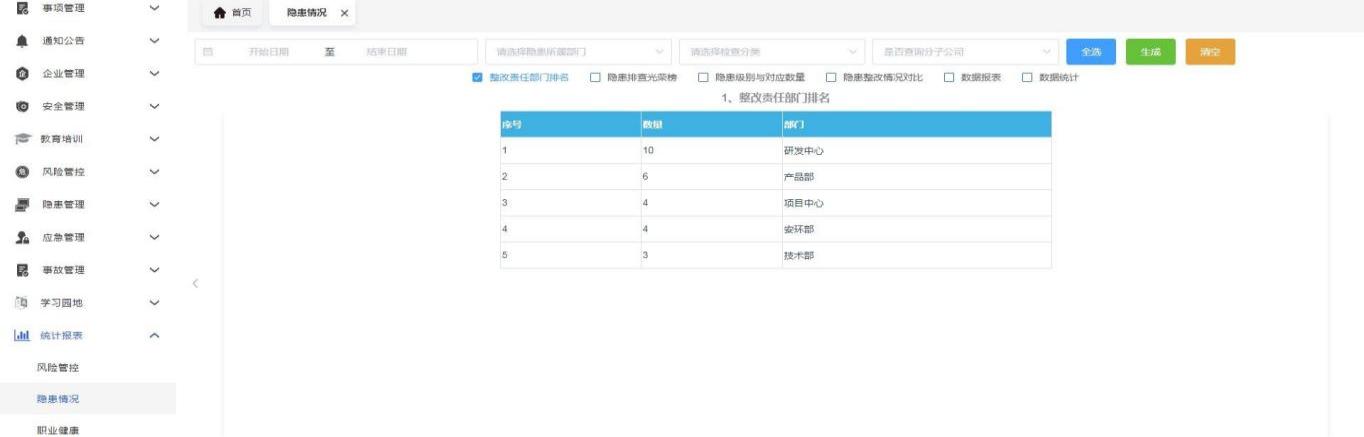 事项管理
通知公告
企业管理
安全管理
教育培训
风险管控
隐患管理
应急管理
事故管理
学习园地
统计报表
风险管控
隐患情况
职业健康
首页 隐患情况
开始日期 至 结束日期 请选择隐患所属部门 请选择检查分类 是否查询分子公司 全选 生成 清空
整改责任部门排名 隐患排查光荣榜 隐患级别与对应数量 隐患整改情况对比 数据报表 数据统计
1、整改责任部门排名
序号 数量 部门
1 10 研发中心
2 6 产品部
3 4 项目中心
4 4 安环部
5 3 技术部